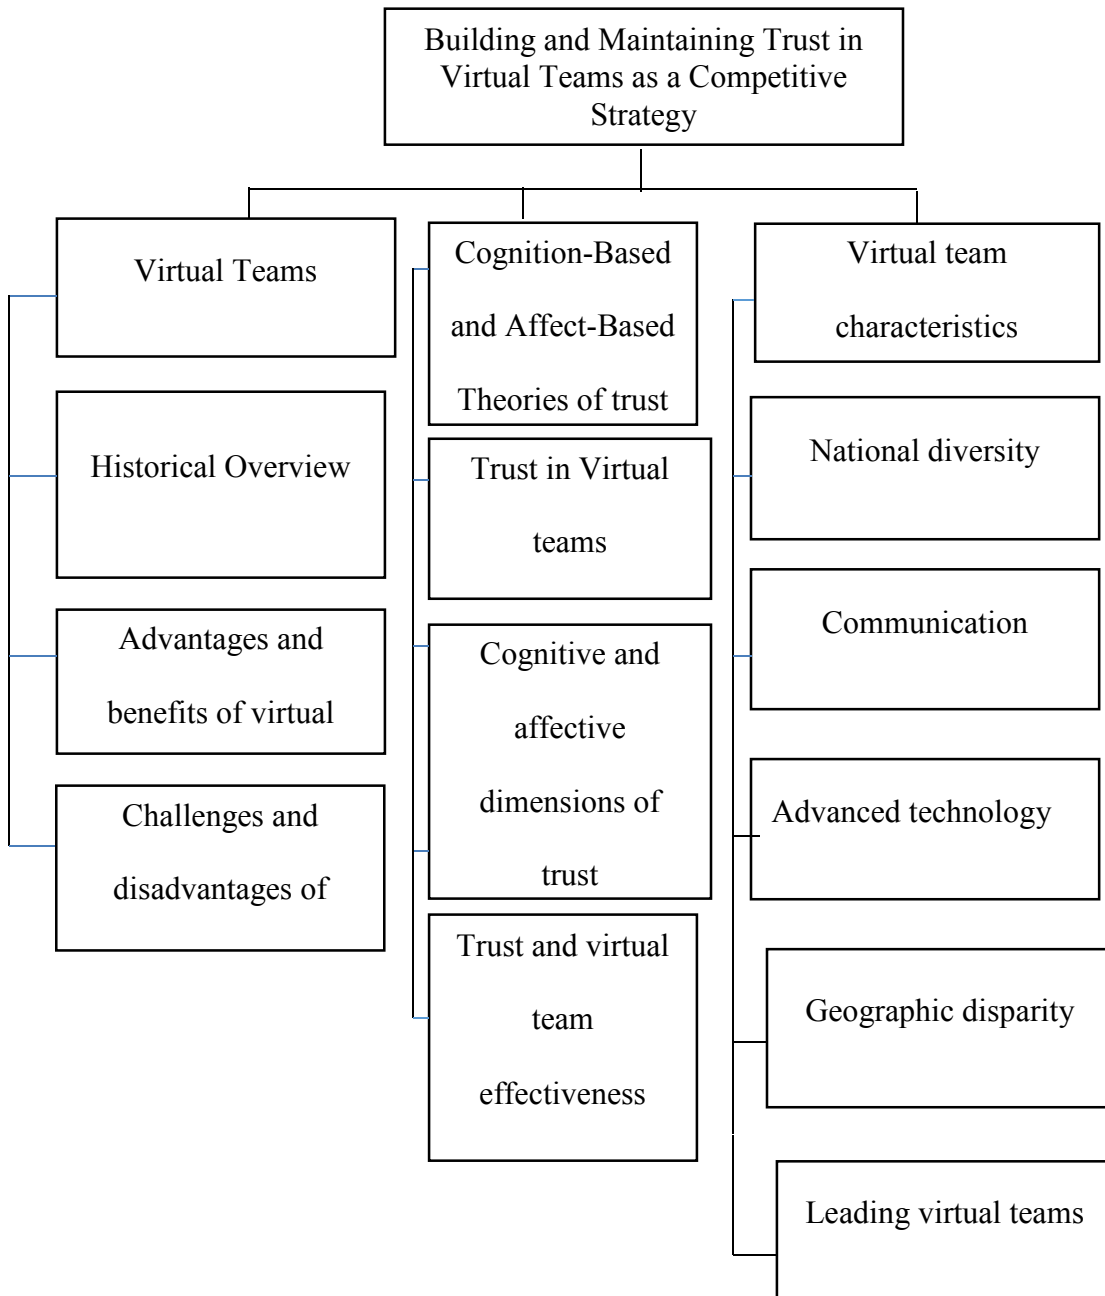 Building and Maintaining Trust in
Virtual Teams as a Competitive
Strategy
Virtual Teams
Historical Overview
Advantages and
benefits of virtual
Challenges and
disadvantages of
Cognition-Based
and Affect-Based
Theories of trust
Trust in Virtual
teams
Cognitive and
affective
dimensions of
trust
Trust and virtual
team
effectiveness
Virtual team
characteristics
National diversity
Communication
Advanced technology
Geographic disparity
Leading virtual teams